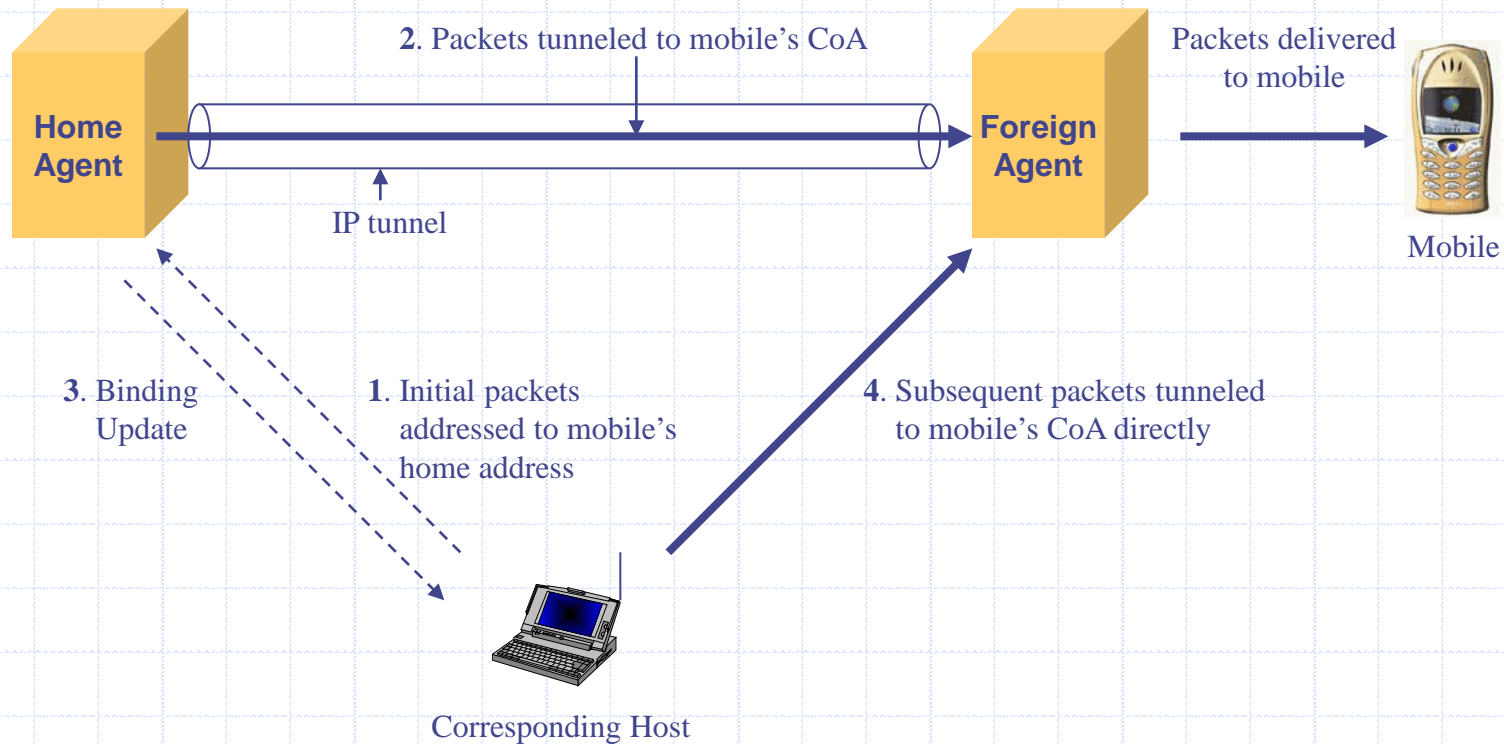 2. Packets tunneled to mobile’s CoA
Packets delivered
to mobile
Home
Agent
Foreign
Agent
IP tunnel
Mobile
3. Binding
Update
1. Initial packets
addressed to mobile’s
home address
4. Subsequent packets tunneled
to mobile’s CoA directly
Corresponding Host